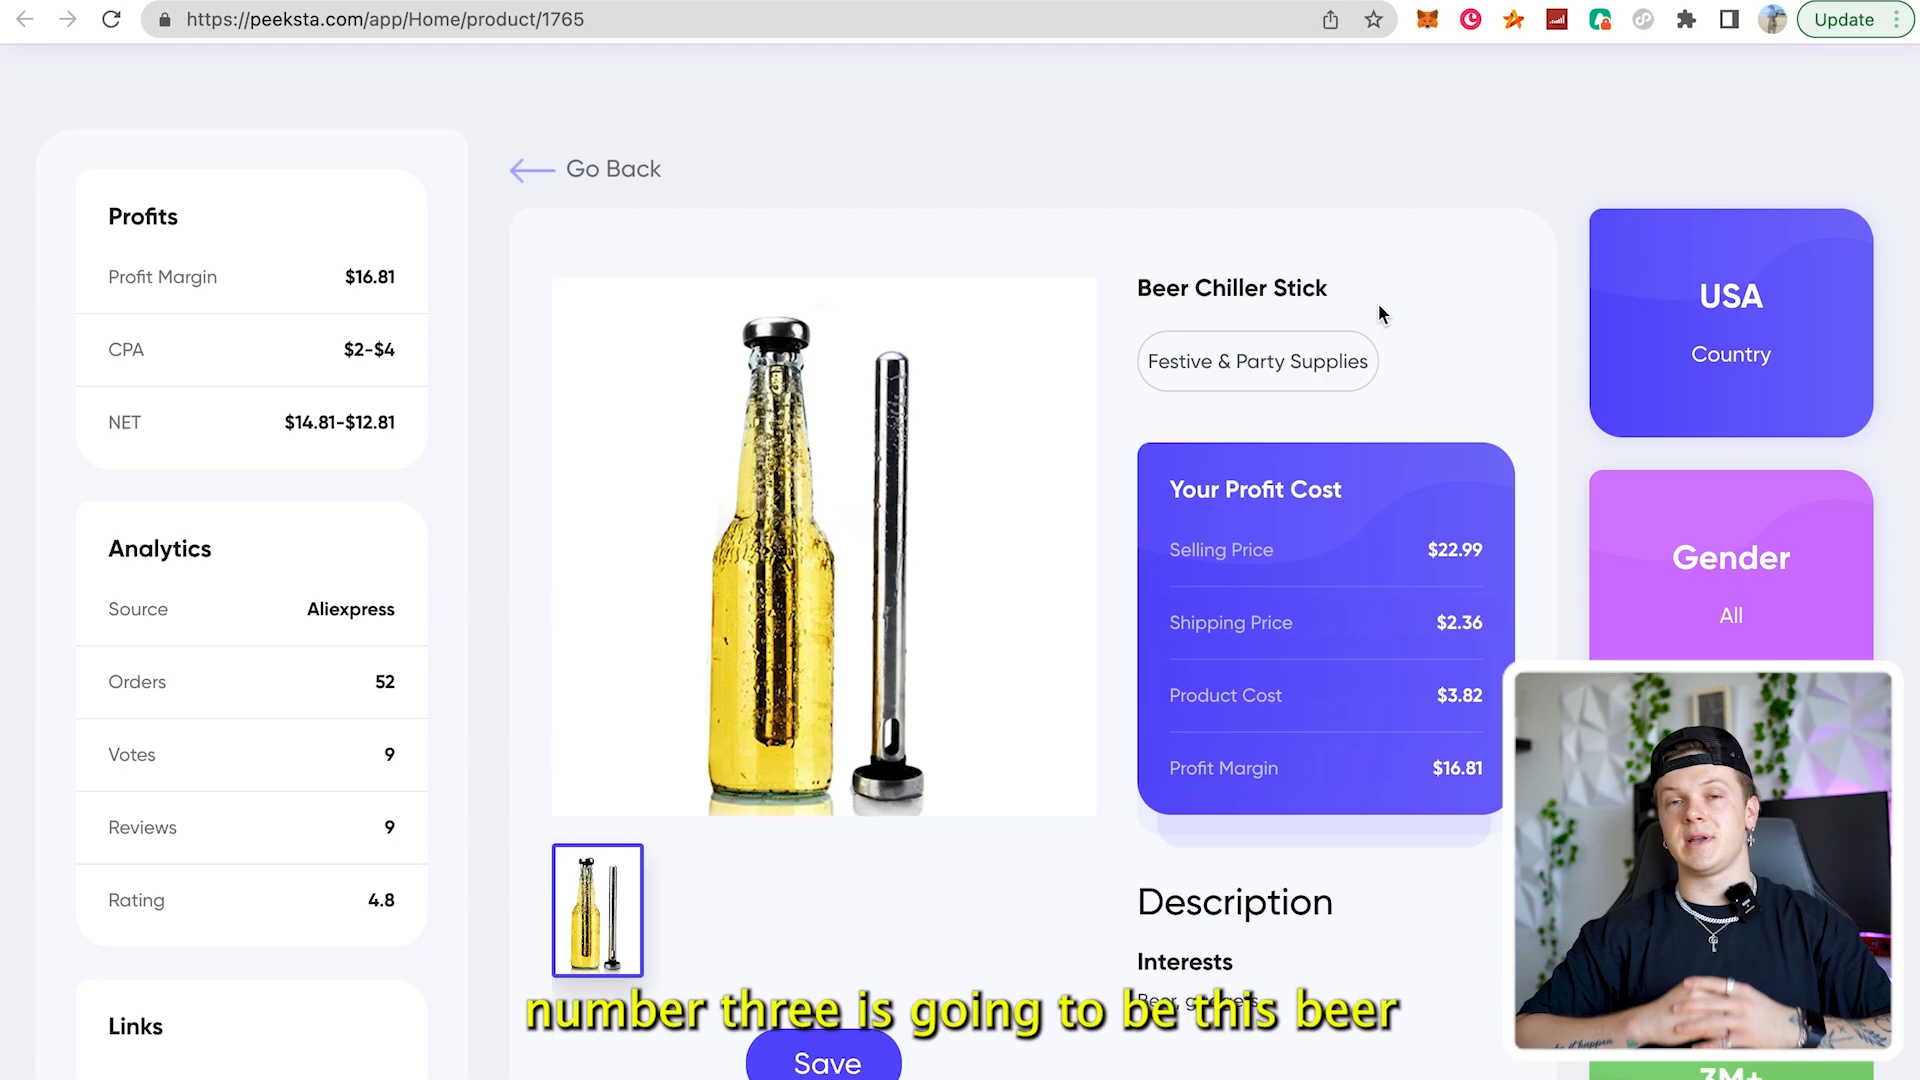 https://peeksta.com/app/Home/product/1765
Update
Go Back
Profits
Profit Margin $16.81
CPA $2-$4
NET $14.81-$12.81
Analytics
Source Aliexpress
Orders 52
Votes 9
Reviews 9
Rating 4.8
Links
Beer Chiller Stick
Festive & Party Supplies
Your Profit Cost
Selling Price $22.99
Shipping Price $2.36
Product Cost $3.82
Profit Margin $16.81
Description
Interests
Beer, gadgets
number three is going to be this beer
Save
USA
Country
Gender
All
3M+